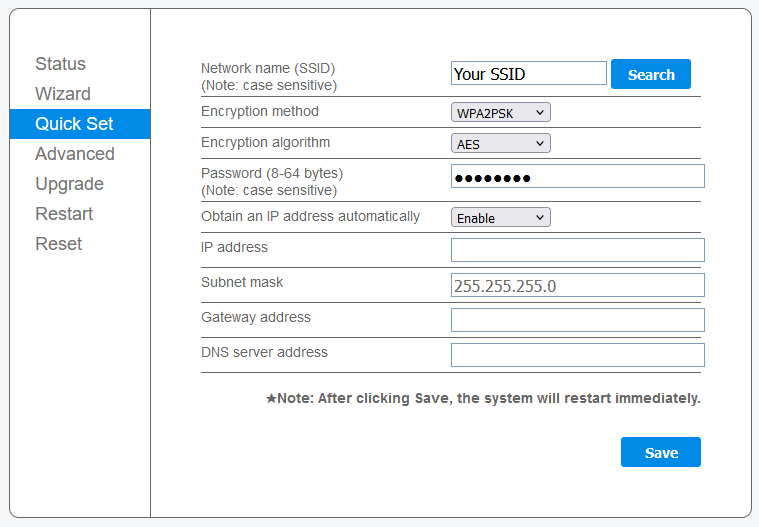 Status
Wizard
Quick Set
Advanced
Upgrade
Restart
Reset
Network name (SSID)
(Note: case sensitive)
Your SSID
Search
Encryption method
WPA2PSK
Encryption algorithm
AES
Password (8-64 bytes)
(Note: case sensitive)
●●●●●●●●
Obtain an IP address automatically
Enable
IP address
Subnet mask
255.255.255.0
Gateway address
DNS server address
★Note: After clicking Save, the system will restart immediately.
Save